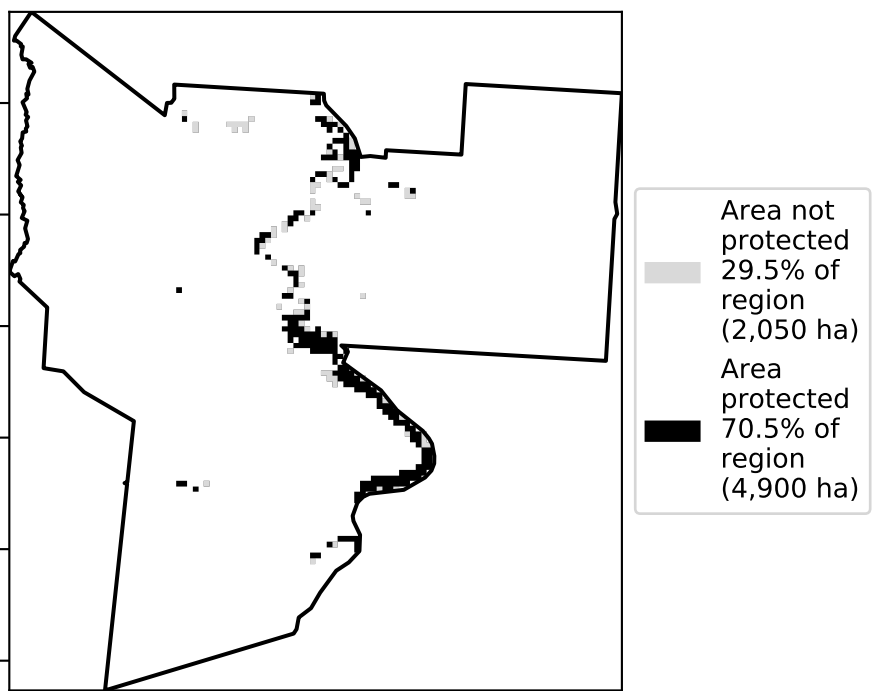 Area not
protected
29.5% of
region
(2,050 ha)
Area
protected
70.5% of
region
(4,900 ha)